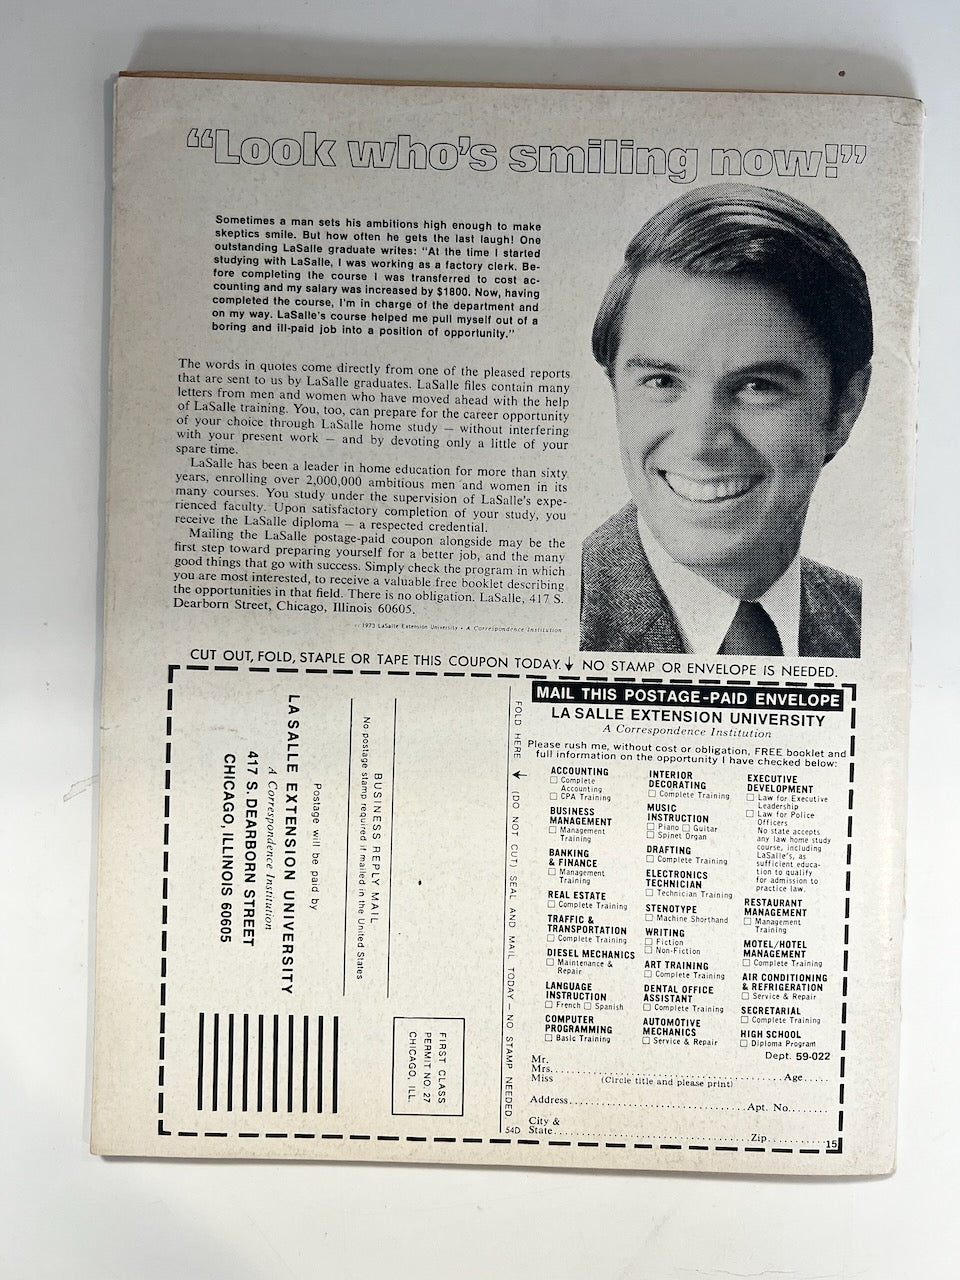 “Look who's smiling now!”
Sometimes a man sets his ambitions high enough to make
skeptics smile. But how often he gets the last laugh! One
outstanding LaSalle graduate writes: "At the time I started
studying with LaSalle, I was working as a factory clerk. Be-
fore completing the course I was transferred to cost ac-
counting and my salary was increased by $1800. Now, having
completed the course, I'm in charge of the department and
on my way. LaSalle's course helped me pull myself out of a
boring and ill-paid job into a position of opportunity."
The words in quotes come directly from one of the pleased reports
that are sent to us by LaSalle graduates. LaSalle files contain many
letters from men and women who have moved ahead with the help
of LaSalle training. You, too, can prepare for the career opportunity
of your choice through LaSalle home study — without interfering
with your present work — and by devoting only a little of your
spare time.
LaSalle has been a leader in home education for more than sixty
years, enrolling over 2,000,000 ambitious men and women in its
many courses. You study under the supervision of LaSalle's expe-
rienced faculty. Upon satisfactory completion of your study, you
receive the LaSalle diploma — a respected credential.
Mailing the LaSalle postage-paid coupon alongside may be the
first step toward preparing yourself for a better job, and the many
good things that go with success. Simply check the program in which
you are most interested, to receive a valuable free booklet describing
the opportunities in that field. There is no obligation. LaSalle, 417 S.
Dearborn Street, Chicago, Illinois 60605.
© 1973 LaSalle Extension University • A Correspondence Institution
CUT OUT, FOLD, STAPLE OR TAPE THIS COUPON TODAY. ↓ NO STAMP OR ENVELOPE IS NEEDED.
BUSINESS REPLY MAIL
No postage stamp required if mailed in the United States
Postage will be paid by
LA SALLE EXTENSION UNIVERSITY
A Correspondence Institution
417 S. DEARBORN STREET
CHICAGO, ILLINOIS 60605
FIRST CLASS
PERMIT NO. 27
CHICAGO, ILL.
FOLD HERE → (DO NOT CUT) SEAL AND MAIL TODAY—NO STAMP NEEDED.
54D
MAIL THIS POSTAGE-PAID ENVELOPE
LA SALLE EXTENSION UNIVERSITY
A Correspondence Institution
Please rush me, without cost or obligation, FREE booklet and
full information on the opportunity I have checked below:
ACCOUNTING
☐ Complete
Accounting
☐ CPA Training
BUSINESS
MANAGEMENT
☐ Management
Training
BANKING
& FINANCE
☐ Management
Training
REAL ESTATE
☐ Complete Training
TRAFFIC &
TRANSPORTATION
☐ Complete Training
DIESEL MECHANICS
☐ Maintenance &
Repair
LANGUAGE
INSTRUCTION
☐ French ☐ Spanish
COMPUTER
PROGRAMMING
☐ Basic Training
INTERIOR
DECORATING
☐ Complete Training
MUSIC
INSTRUCTION
☐ Piano ☐ Guitar
☐ Spinet Organ
DRAFTING
☐ Complete Training
ELECTRONICS
TECHNICIAN
☐ Technician Training
STENOTYPE
☐ Machine Shorthand
WRITING
☐ Fiction
☐ Non-Fiction
ART TRAINING
☐ Complete Training
DENTAL OFFICE
ASSISTANT
☐ Complete Training
AUTOMOTIVE
MECHANICS
☐ Service & Repair
EXECUTIVE
DEVELOPMENT
☐ Law for Executive
Leadership
☐ Law for Police
Officers
No state accepts
any law home study
course, including
LaSalle's, as
sufficient educa-
tion to qualify
for admission to
practice law.
RESTAURANT
MANAGEMENT
☐ Management
Training
MOTEL/HOTEL
MANAGEMENT
☐ Complete Training
AIR CONDITIONING
& REFRIGERATION
☐ Service & Repair
SECRETARIAL
☐ Complete Training
HIGH SCHOOL
☐ Diploma Program
Dept. 59-022
Mr.
Mrs. Age
Miss (Circle title and please print)
Address Apt. No.
City &
State Zip
15